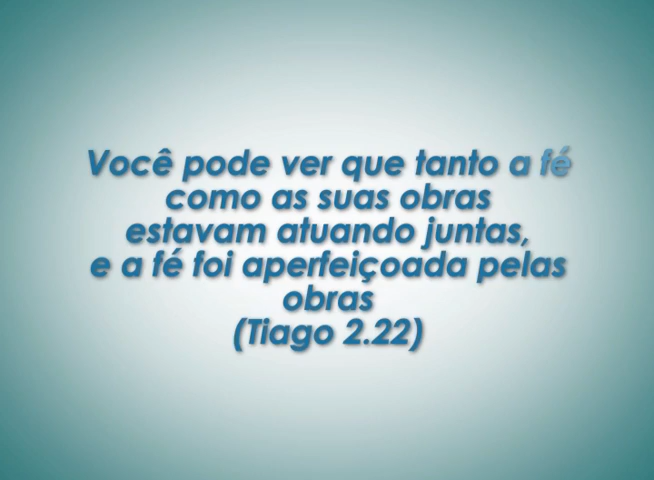 Você pode ver que tanto a fé
como as suas obras
estavam atuando juntas,
e a fé foi aperfeiçoada pelas
obras
(Tiago 2.22)